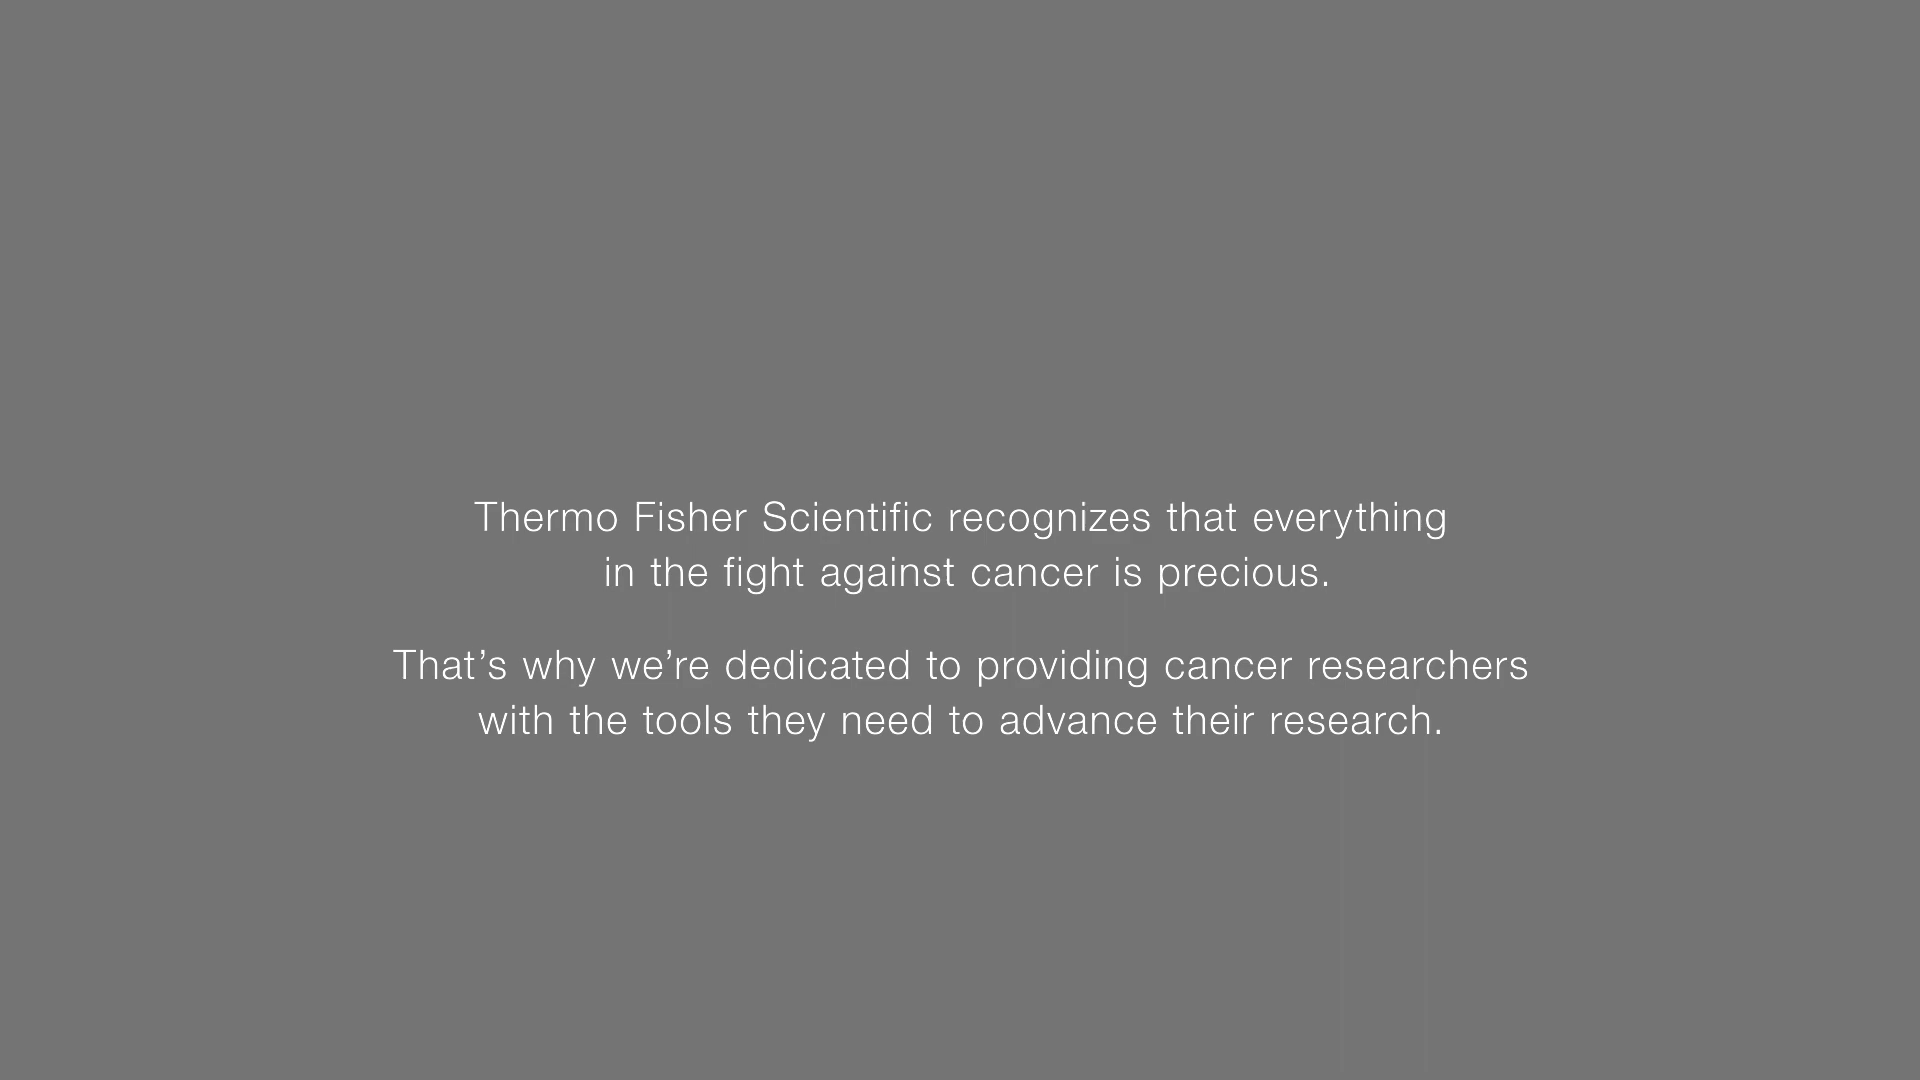 Thermo Fisher Scientific recognizes that everything
in the fight against cancer is precious.
That’s why we’re dedicated to providing cancer researchers
with the tools they need to advance their research.